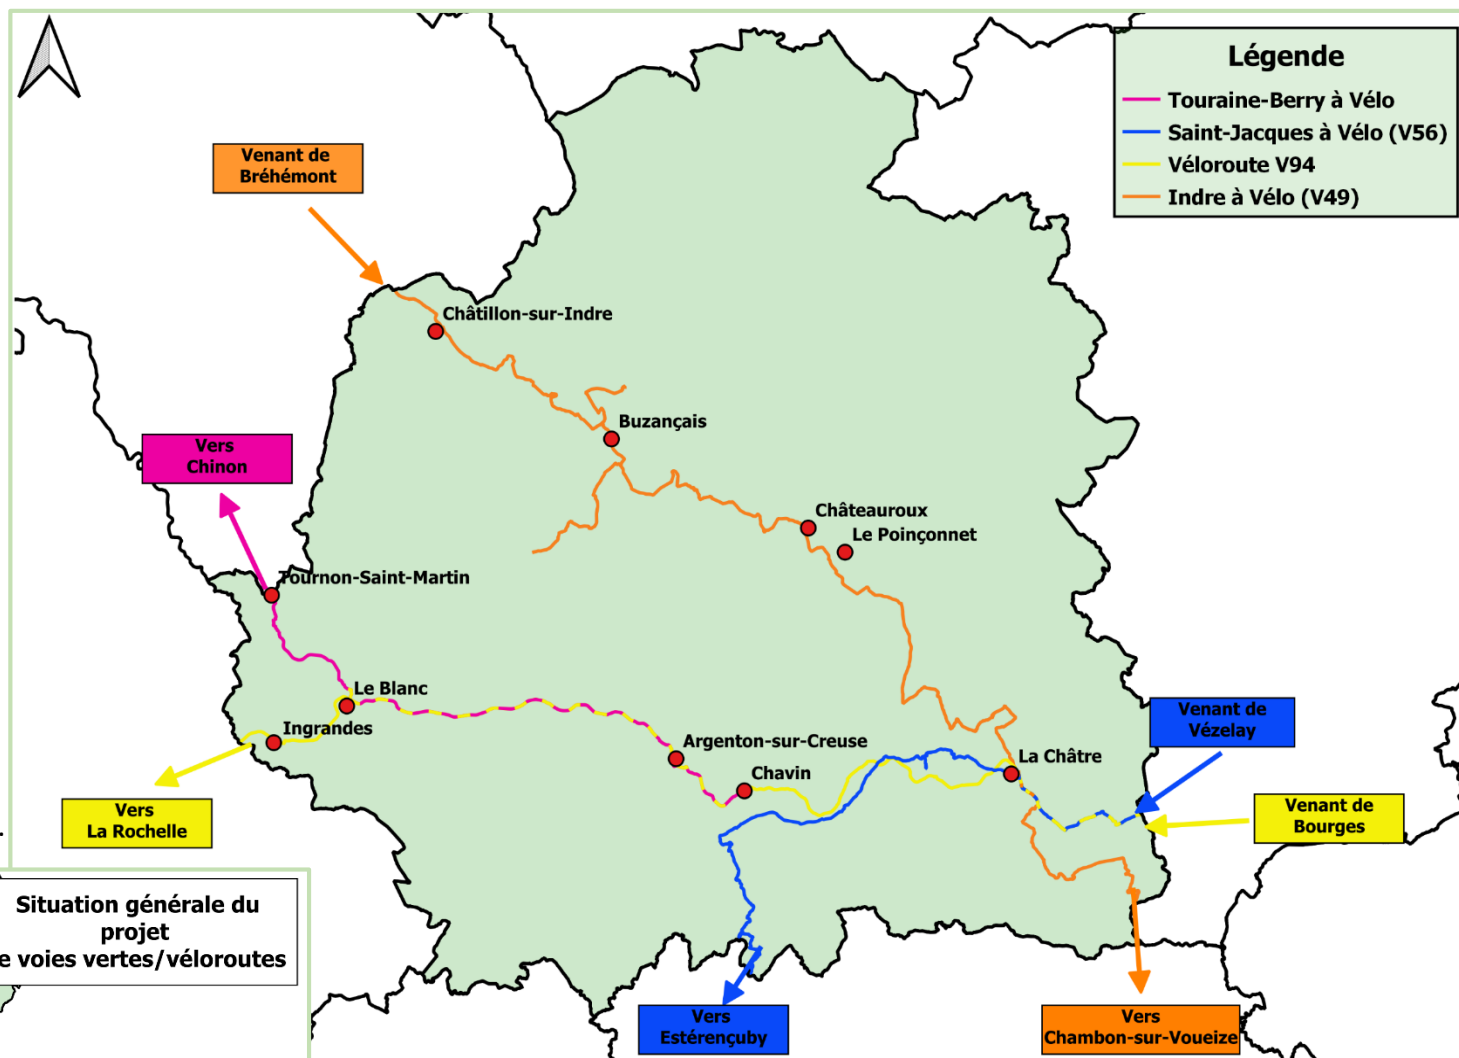 Légende
Touraine-Berry à Vélo
Saint-Jacques à Vélo (V56)
Véloroute V94
Indre à Vélo (V49)
Venant de
Bréhémont
Châtillon-sur-Indre
Buzançais
Vers
Chinon
Châteauroux
Le Poinçonnet
Tournon-Saint-Martin
Le Blanc
Ingrandes
Argenton-sur-Creuse
Chavin
La Châtre
Venant de
Vézelay
Vers
La Rochelle
Venant de
Bourges
Situation générale du
projet
e voies vertes/véloroutes
Vers
Estérençuby
Vers
Chambon-sur-Voueize